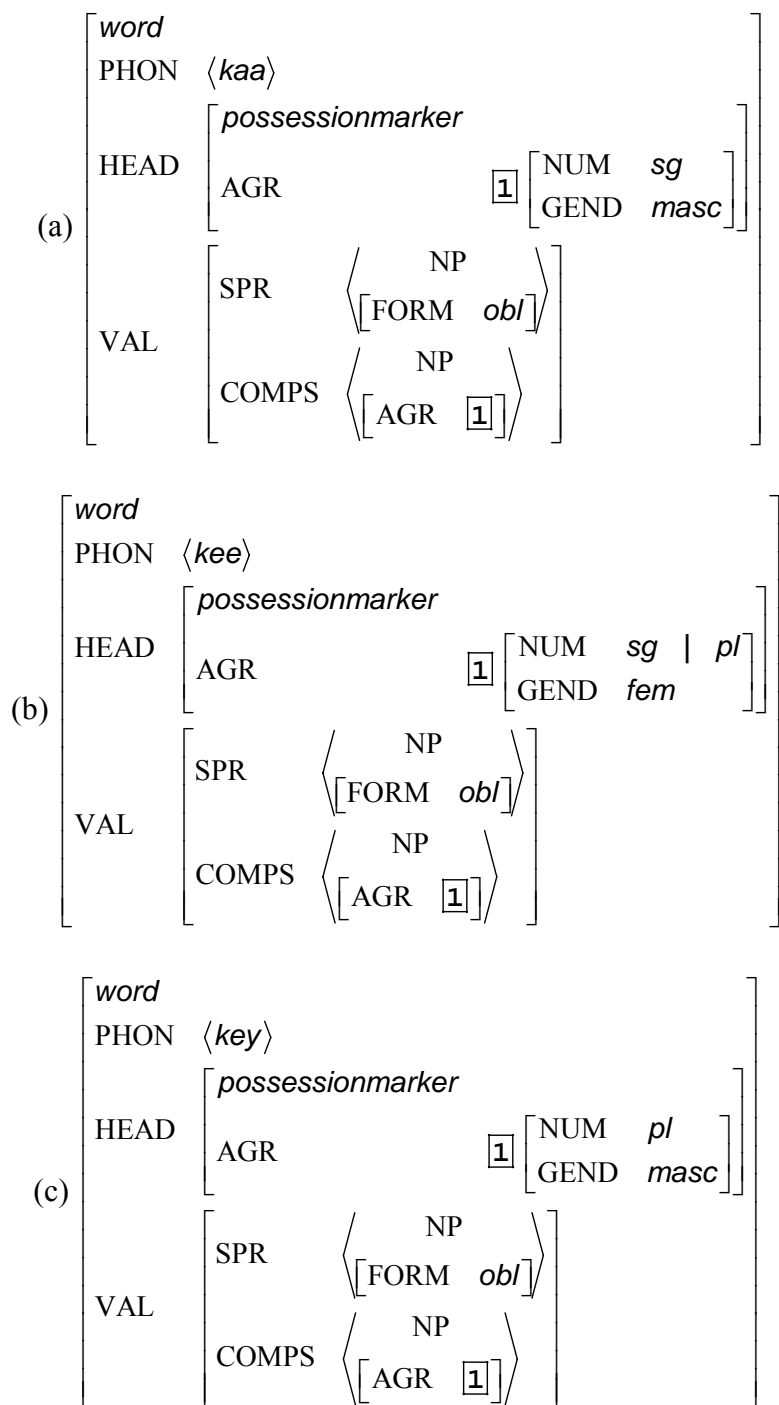 word
PHON ⟨kaa⟩
possessionmarker
HEAD
AGR 1 NUM sg
GEND masc
(a)
SPR NP
[FORM obl]
VAL
COMPS NP
[AGR 1]
word
PHON ⟨kee⟩
possessionmarker
HEAD
AGR 1 NUM sg | pl
GEND fem
(b)
SPR NP
[FORM obl]
VAL
COMPS NP
[AGR 1]
word
PHON ⟨key⟩
possessionmarker
HEAD
AGR 1 NUM pl
GEND masc
(c)
SPR NP
[FORM obl]
VAL
COMPS NP
[AGR 1]